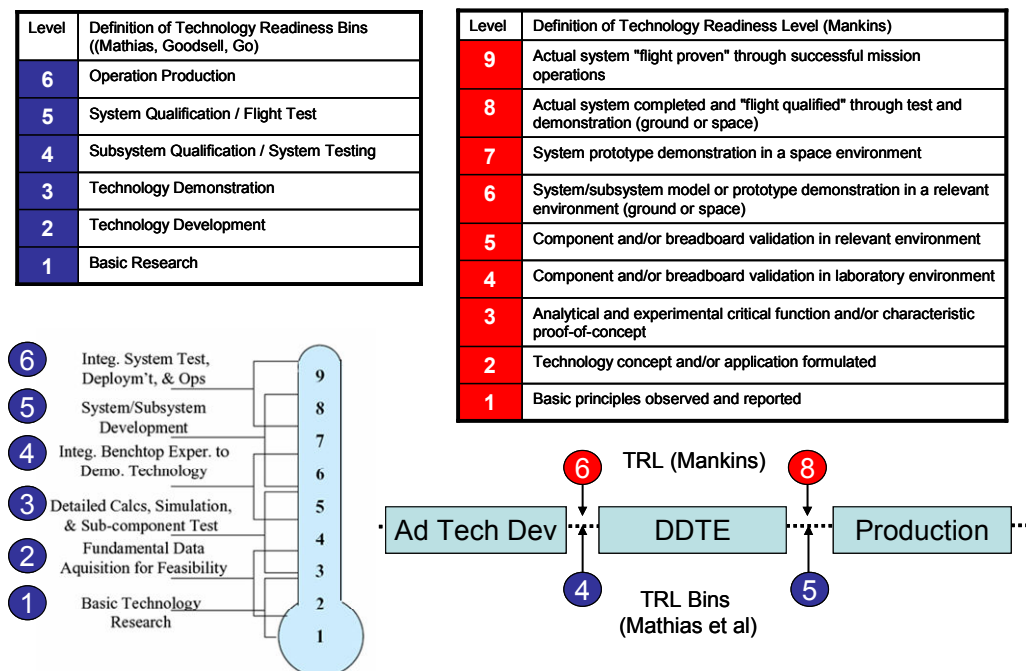 Level Definition of Technology Readiness Bins
((Mathias, Goodsell, Go)
6 Operation Production
5 System Qualification / Flight Test
4 Subsystem Qualification / System Testing
3 Technology Demonstration
2 Technology Development
1 Basic Research
Level Definition of Technology Readiness Level (Mankins)
9 Actual system "flight proven" through successful mission
operations
8 Actual system completed and "flight qualified" through test and
demonstration (ground or space)
7 System prototype demonstration in a space environment
6 System/subsystem model or prototype demonstration in a relevant
environment (ground or space)
5 Component and/or breadboard validation in relevant environment
4 Component and/or breadboard validation in laboratory environment
3 Analytical and experimental critical function and/or characteristic
proof-of-concept
2 Technology concept and/or application formulated
1 Basic principles observed and reported
6 Integ. System Test,
Deploym't, & Ops
5 System/Subsystem
Development
4 Integ. Benchtop Exper. to
Demo. Technology
3 Detailed Calcs, Simulation,
& Sub-component Test
2 Fundamental Data
Aquisition for Feasibility
1 Basic Technology
Research
9
8
7
6
5
4
3
2
1
6 TRL (Mankins) 8
Ad Tech Dev DDTE Production
4 TRL Bins 5
(Mathias et al)